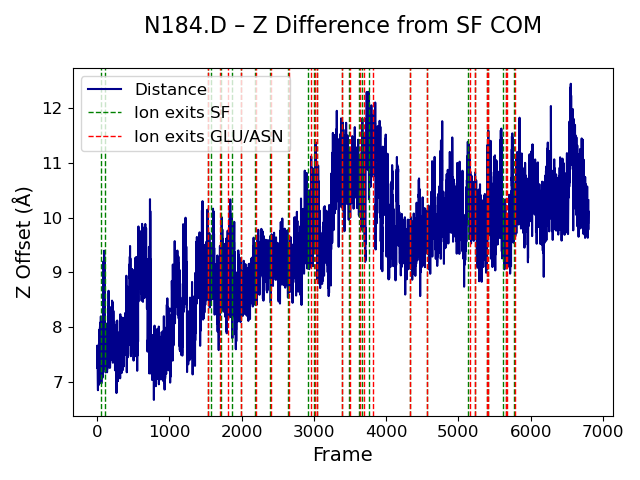 N184.D – Z Difference from SF COM
Distance
Ion exits SF
Ion exits GLU/ASN
Z Offset (Å)
12
11
10
9
8
7
0 1000 2000 3000 4000 5000 6000 7000
Frame